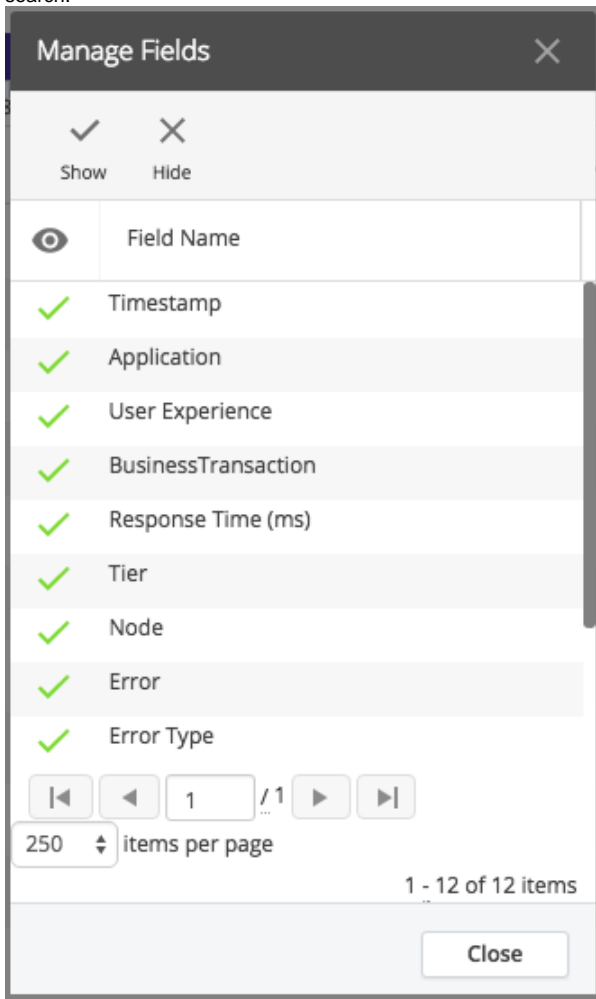 search.
Manage Fields
Show Hide
Field Name
Timestamp
Application
User Experience
BusinessTransaction
Response Time (ms)
Tier
Node
Error
Error Type
1 / 1
250 items per page
1 - 12 of 12 items
Close